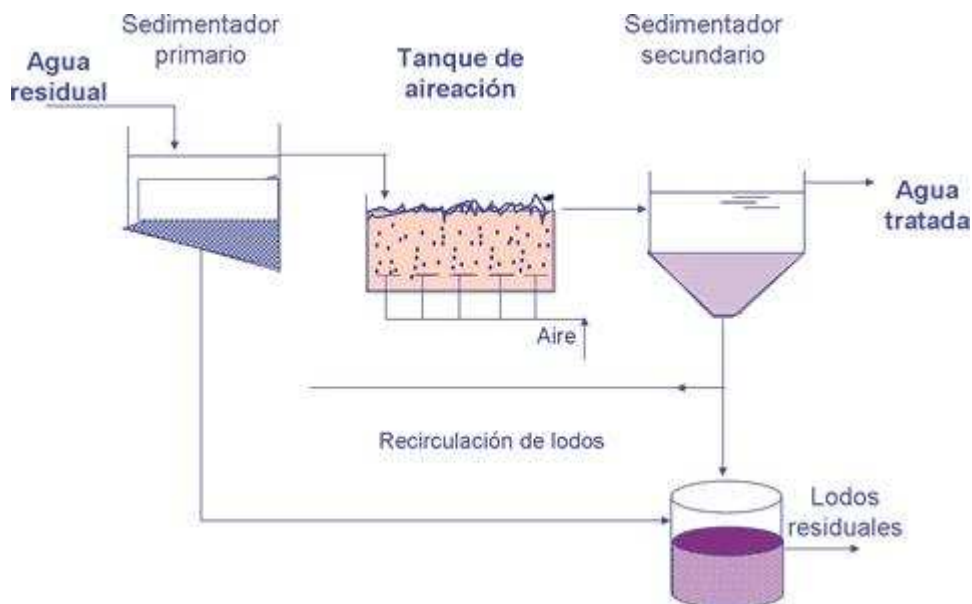 Sedimentador
primario
Agua
residual
Tanque de
aireación
Sedimentador
secundario
Agua
tratada
Aire
Recirculación de lodos
Lodos
residuales